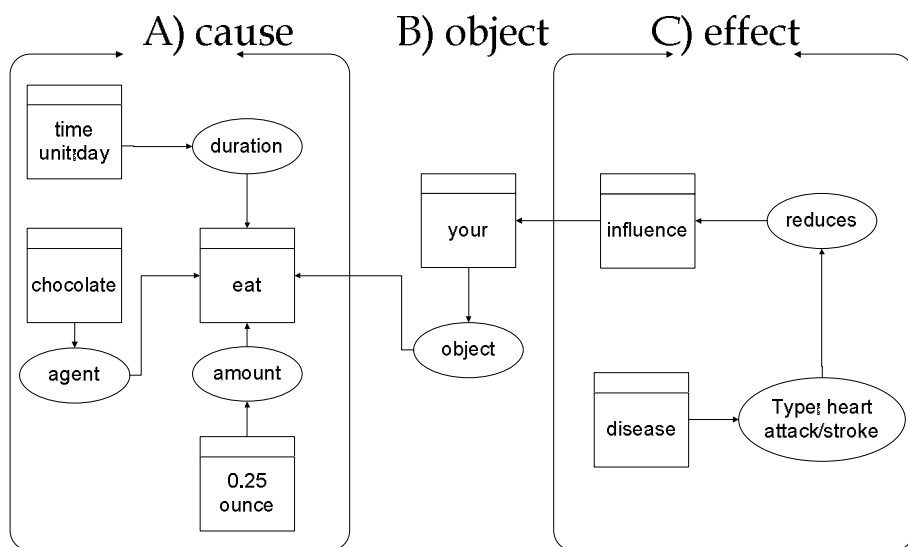 A) cause
B) object
C) effect
time
unit:day
duration
chocolate
eat
agent
amount
0.25
ounce
your
object
influence
reduces
disease
Type: heart
attack/stroke